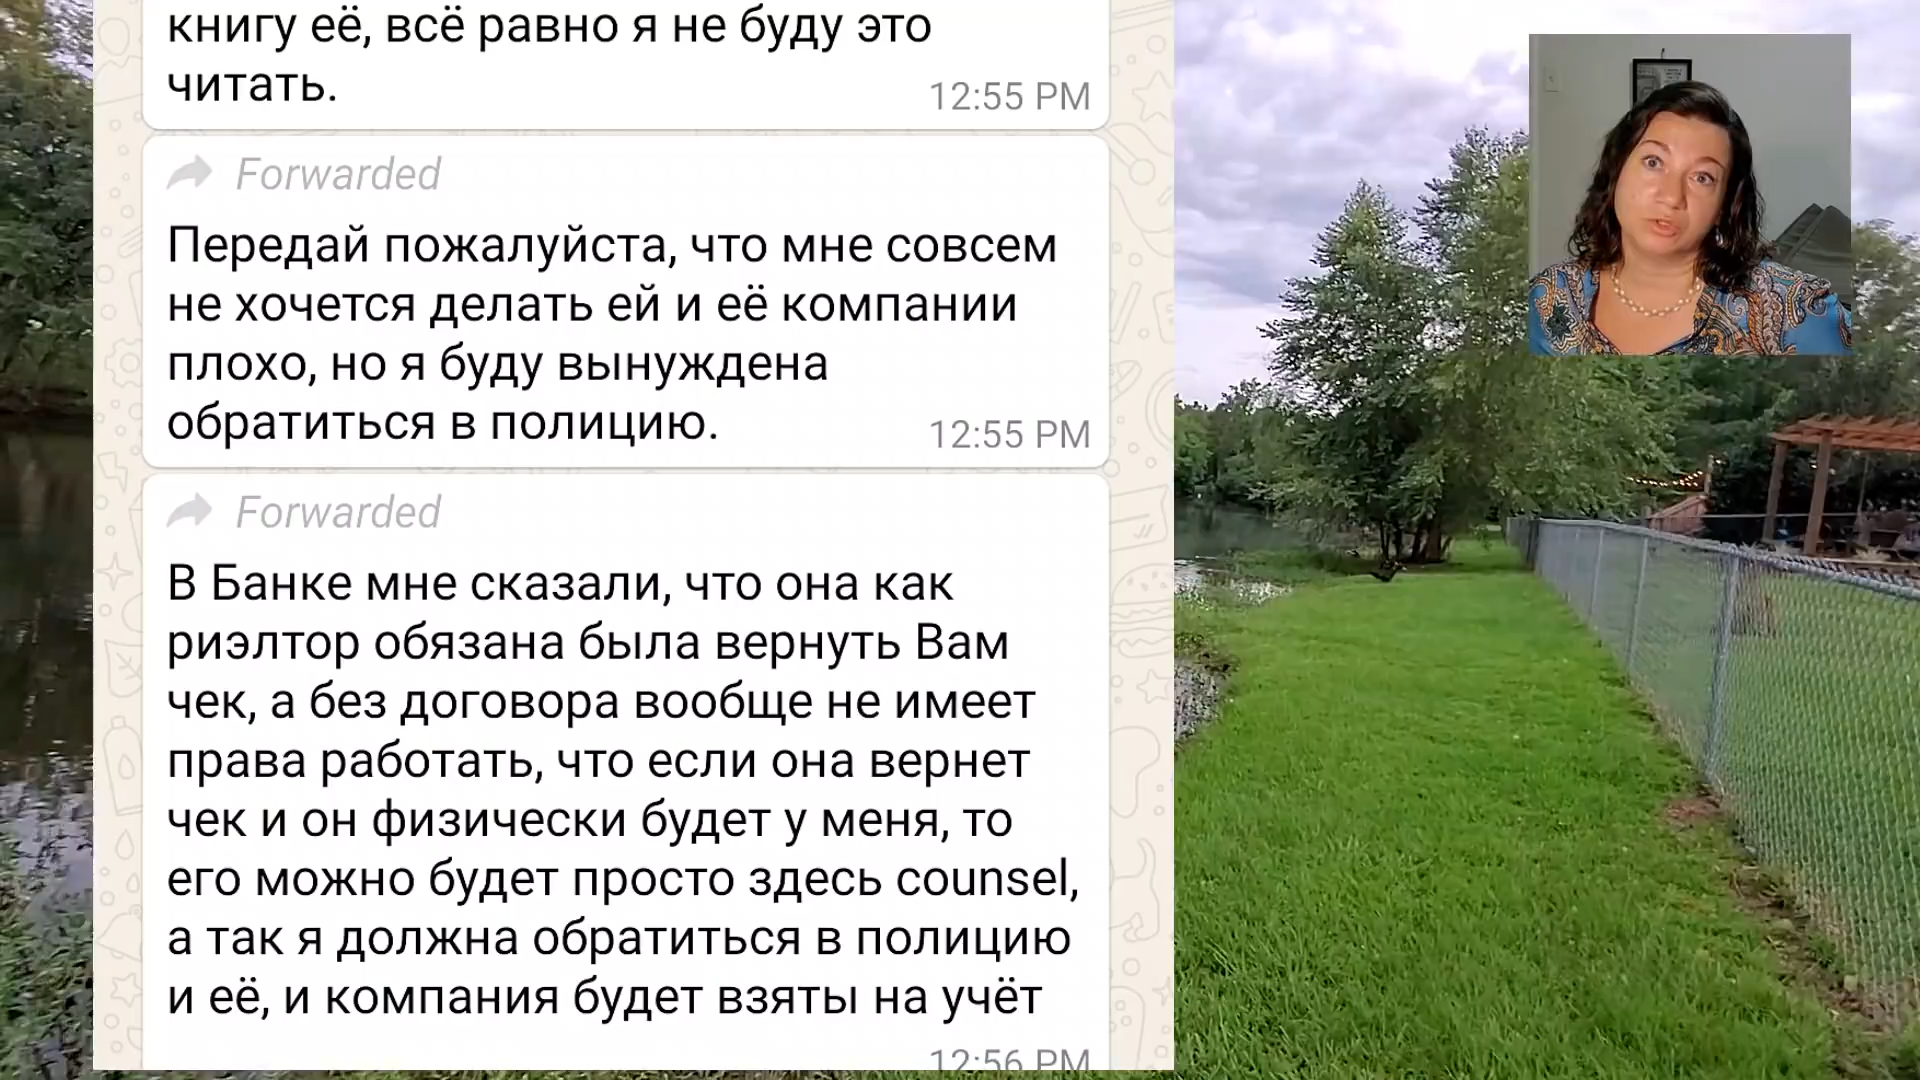 книгу её, всё равно я не буду это
читать.
12:55 PM
Forwarded
Передай пожалуйста, что мне совсем
не хочется делать ей и её компании
плохо, но я буду вынуждена
обратиться в полицию.
12:55 PM
Forwarded
В Банке мне сказали, что она как
риэлтор обязана была вернуть Вам
чек, а без договора вообще не имеет
права работать, что если она вернет
чек и он физически будет у меня, то
его можно будет просто здесь counsel,
а так я должна обратиться в полицию
и её, и компания будет взяты на учёт
12:56 PM